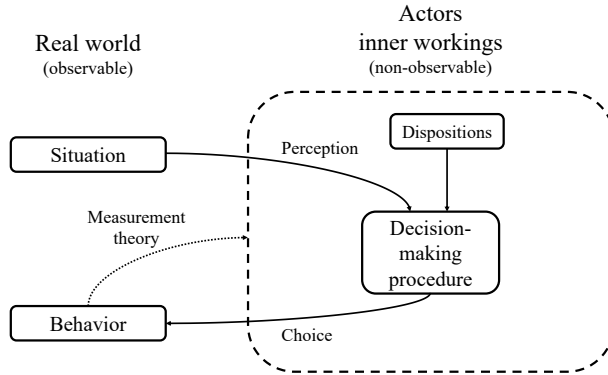 Real world
(observable)
Actors
inner workings
(non-observable)
Situation
Perception
Dispositions
Measurement
theory
Decision-
making
procedure
Behavior
Choice